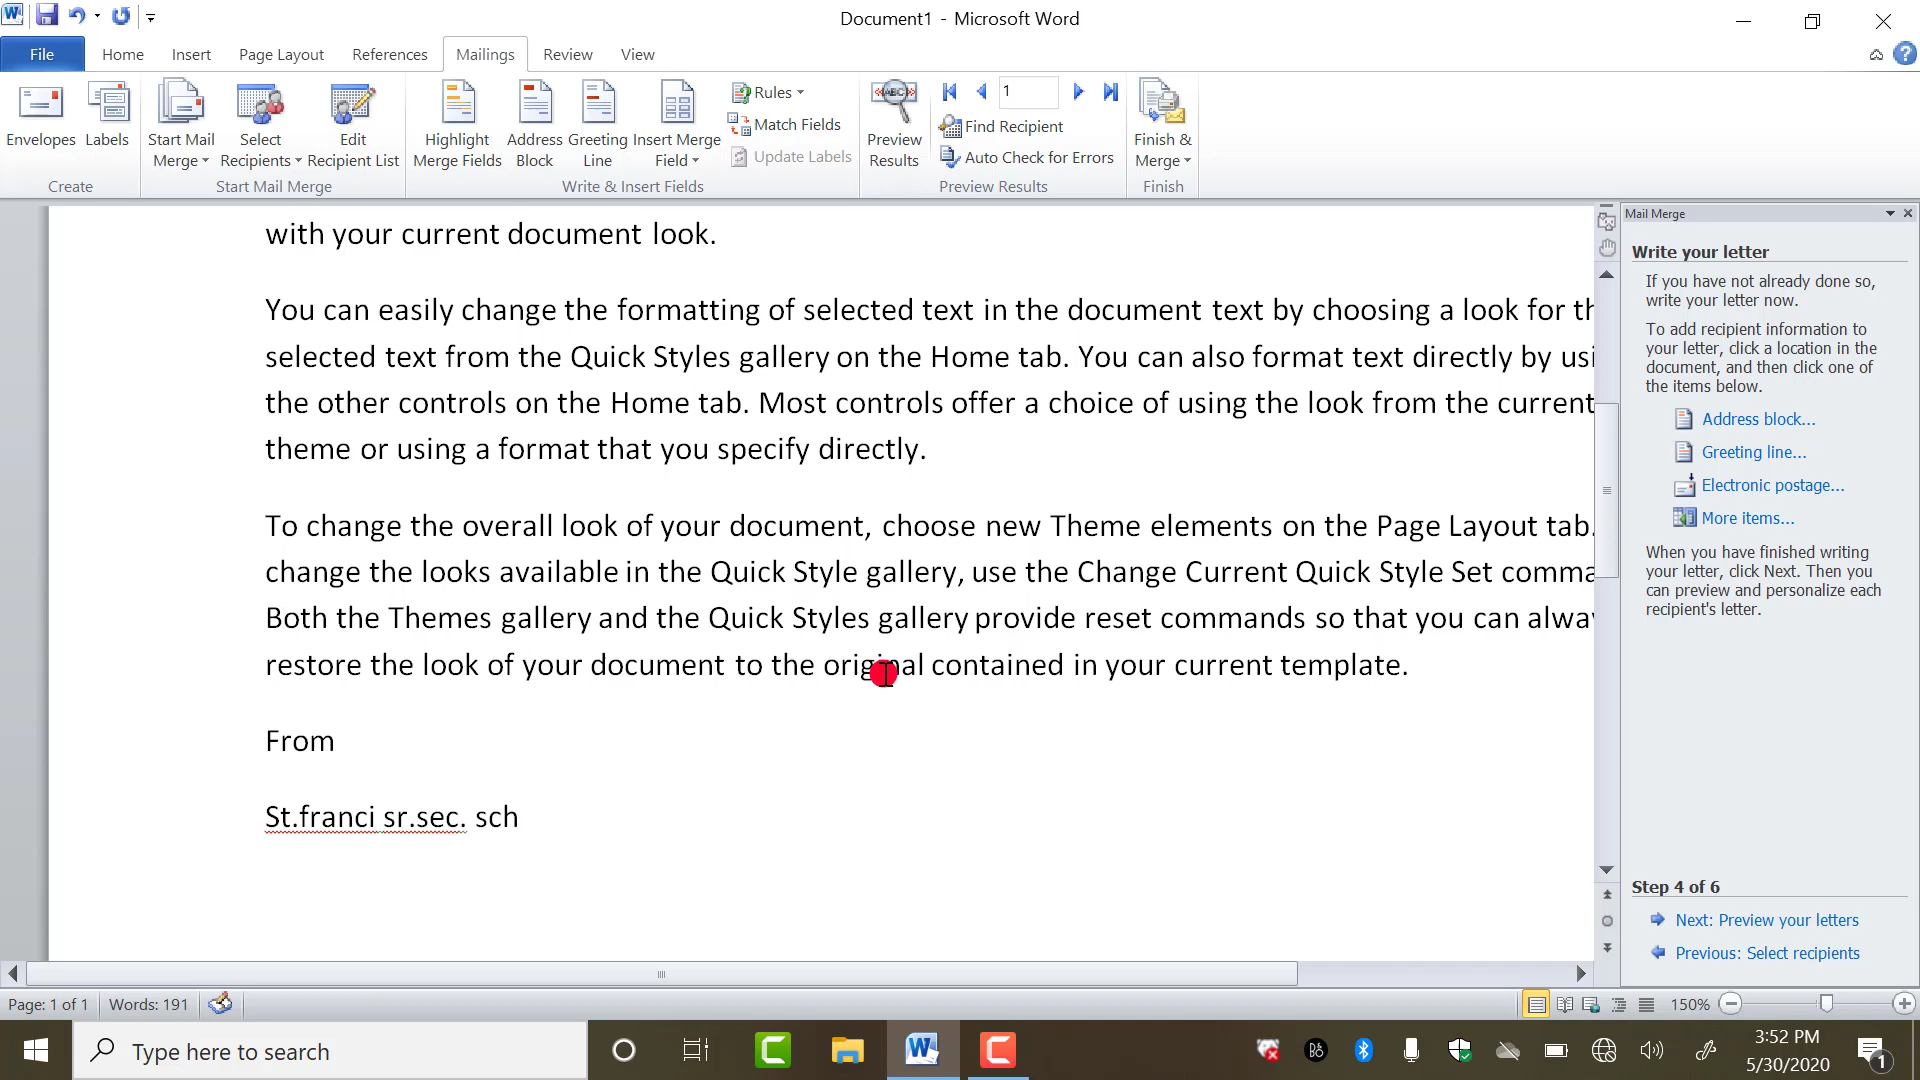 Document1 - Microsoft Word
File Home Insert Page Layout References Mailings Review View
Envelopes
Labels
Create
Start Mail
Merge
Select
Recipients
Edit
Recipient List
Start Mail Merge
Highlight
Merge Fields
Address
Block
Greeting
Line
Insert Merge
Field
Rules
Match Fields
Update Labels
Write & Insert Fields
ABC
Preview
Results
1
Find Recipient
Auto Check for Errors
Preview Results
Finish &
Merge
Finish
with your current document look.
You can easily change the formatting of selected text in the document text by choosing a look for th
selected text from the Quick Styles gallery on the Home tab. You can also format text directly by usi
the other controls on the Home tab. Most controls offer a choice of using the look from the current
theme or using a format that you specify directly.
To change the overall look of your document, choose new Theme elements on the Page Layout tab.
change the looks available in the Quick Style gallery, use the Change Current Quick Style Set comma
Both the Themes gallery and the Quick Styles gallery provide reset commands so that you can alway
restore the look of your document to the original contained in your current template.
From
St.franci sr.sec. sch
Mail Merge
Write your letter
If you have not already done so,
write your letter now.
To add recipient information to
your letter, click a location in the
document, and then click one of
the items below.
Address block...
Greeting line...
Electronic postage...
More items...
When you have finished writing
your letter, click Next. Then you
can preview and personalize each
recipient's letter.
Step 4 of 6
Next: Preview your letters
Previous: Select recipients
Page: 1 of 1 Words: 191
150%
Type here to search
3:52 PM
5/30/2020
1